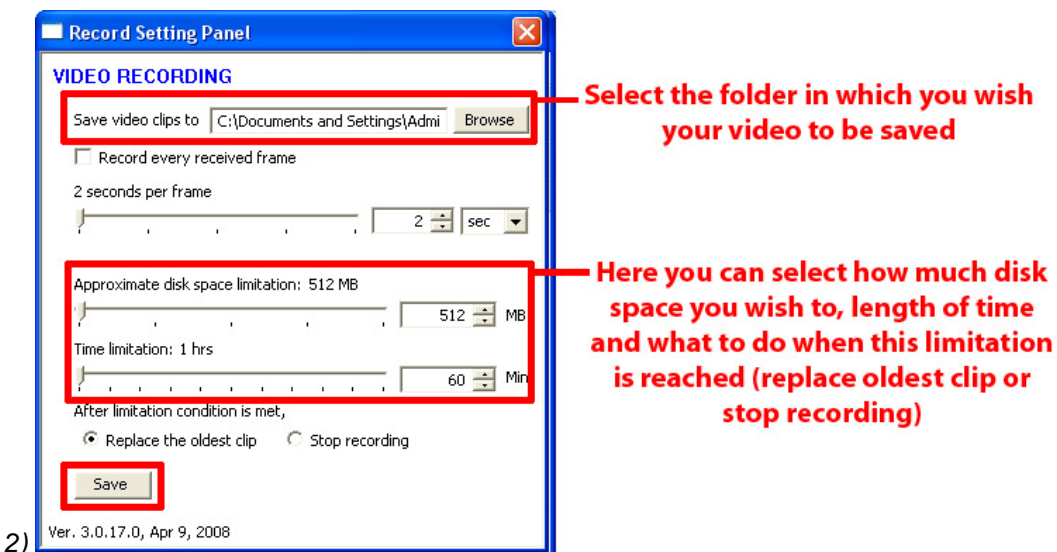 Record Setting Panel
VIDEO RECORDING
Save video clips to C:\Documents and Settings\Admi Browse
Select the folder in which you wish
your video to be saved
Record every received frame
2 seconds per frame
2 sec
Approximate disk space limitation: 512 MB
512 MB
Time limitation: 1 hrs
60 Min
Here you can select how much disk
space you wish to, length of time
and what to do when this limitation
is reached (replace oldest clip or
stop recording)
After limitation condition is met,
Replace the oldest clip Stop recording
Save
Ver. 3.0.17.0, Apr 9, 2008
2)